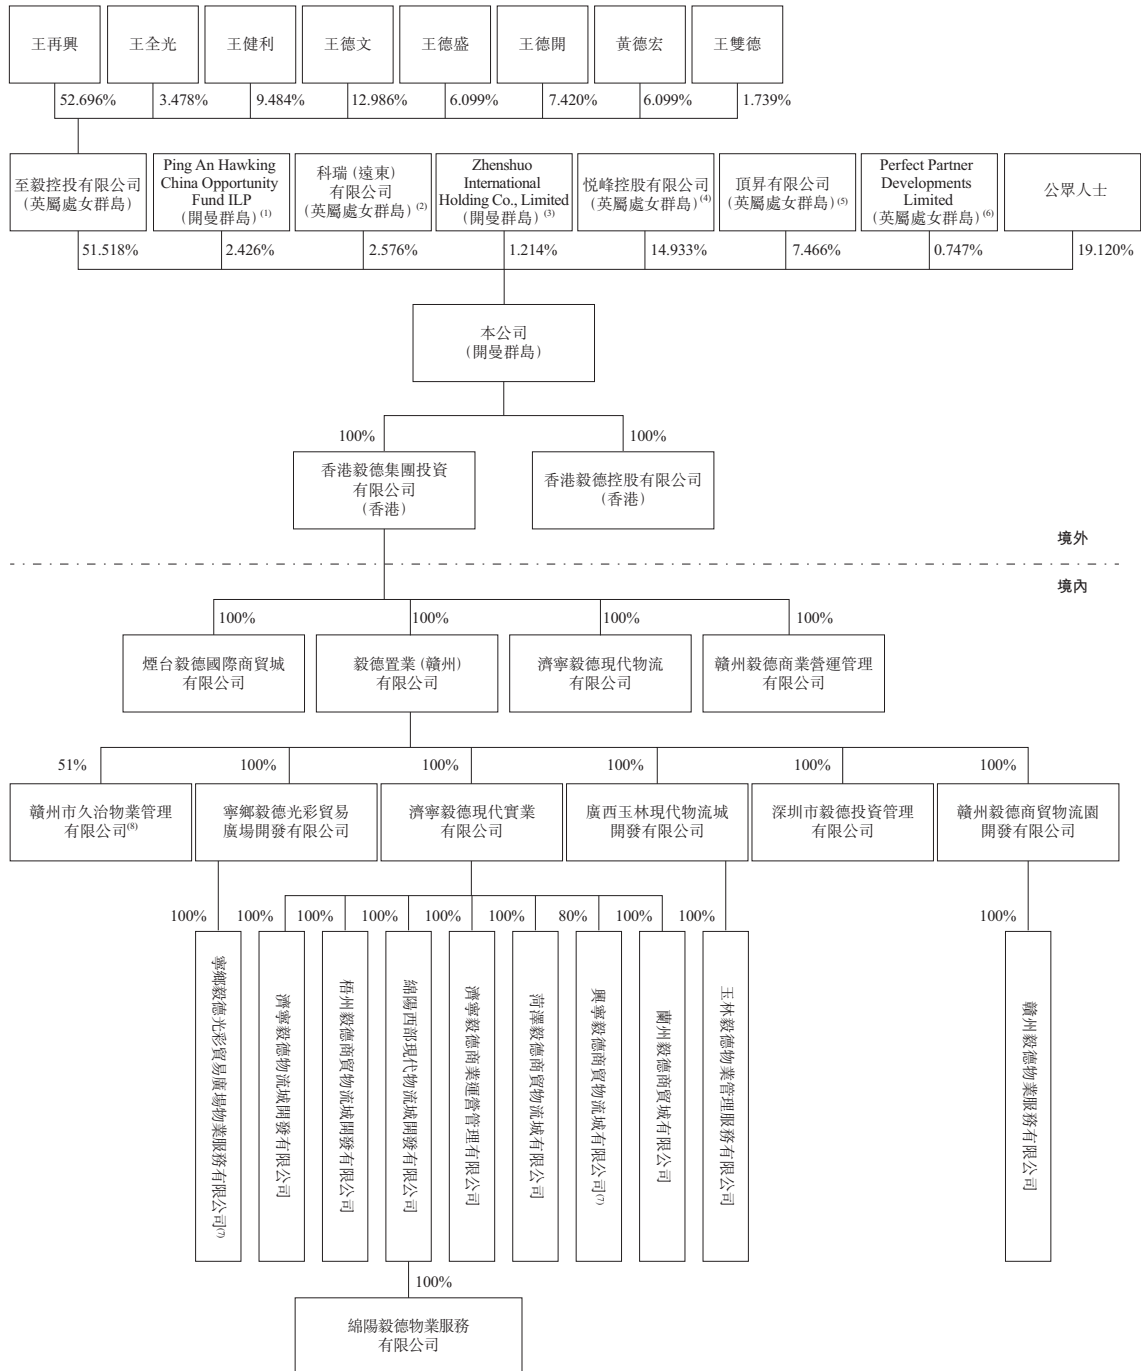 王再興
王全光
王健利
王德文
王德盛
王德開
黃德宏
王雙德
52.696%
3.478%
9.484%
12.986%
6.099%
7.420%
6.099%
1.739%
至毅控投有限公司
(英屬處女群島)
Ping An Hawking
China Opportunity
Fund ILP
(開曼群島)(1)
科瑞(遠東)
有限公司
(英屬處女群島)(2)
Zhenshuo
International
Holding Co., Limited
(開曼群島)(3)
悦峰控股有限公司
(英屬處女群島)(4)
頂昇有限公司
(英屬處女群島)(5)
Perfect Partner
Developments
Limited
(英屬處女群島)(6)
公眾人士
51.518%
2.426%
2.576%
1.214%
14.933%
7.466%
0.747%
19.120%
本公司
(開曼群島)
100%
100%
香港毅德集團投資
有限公司
(香港)
香港毅德控股有限公司
(香港)
境外
境內
100%
100%
100%
100%
煙台毅德國際商貿城
有限公司
毅德置業(贛州)
有限公司
濟寧毅德現代物流
有限公司
贛州毅德商業營運管理
有限公司
51%
100%
100%
100%
100%
100%
贛州市久治物業管理
有限公司(8)
寧鄉毅德光彩貿易
廣場開發有限公司
濟寧毅德現代實業
有限公司
廣西玉林現代物流城
開發有限公司
深圳市毅德投資管理
有限公司
贛州毅德商貿物流園
開發有限公司
100%
100%
100%
100%
100%
100%
80%
100%
100%
100%
寧鄉毅德光彩貿易廣場物業服務有限公司(7)
濟寧毅德物流城開發有限公司
梧州毅德商貿物流城開發有限公司
綿陽西部現代物流城開發有限公司
濟寧毅德商業運營管理有限公司
菏澤毅德商貿物流城有限公司
興寧毅德商貿物流城有限公司(7)
蘭州毅德商貿城有限公司
玉林毅德物業管理服務有限公司
贛州毅德物業服務有限公司
100%
綿陽毅德物業服務
有限公司